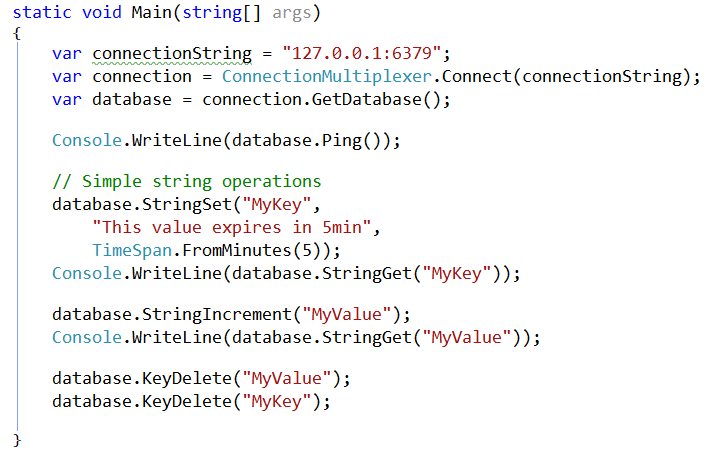 static void Main(string[] args)
{
    var connectionString = "127.0.0.1:6379";
    var connection = ConnectionMultiplexer.Connect(connectionString);
    var database = connection.GetDatabase();

    Console.WriteLine(database.Ping());

    // Simple string operations
    database.StringSet("MyKey",
        "This value expires in 5min",
        TimeSpan.FromMinutes(5));
    Console.WriteLine(database.StringGet("MyKey"));

    database.StringIncrement("MyValue");
    Console.WriteLine(database.StringGet("MyValue"));

    database.KeyDelete("MyValue");
    database.KeyDelete("MyKey");

}